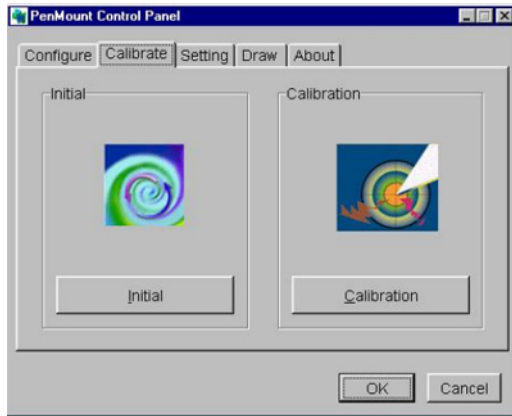 PenMount Control Panel
Configure Calibrate Setting Draw About
Initial Calibration
Initial Calibration
OK Cancel